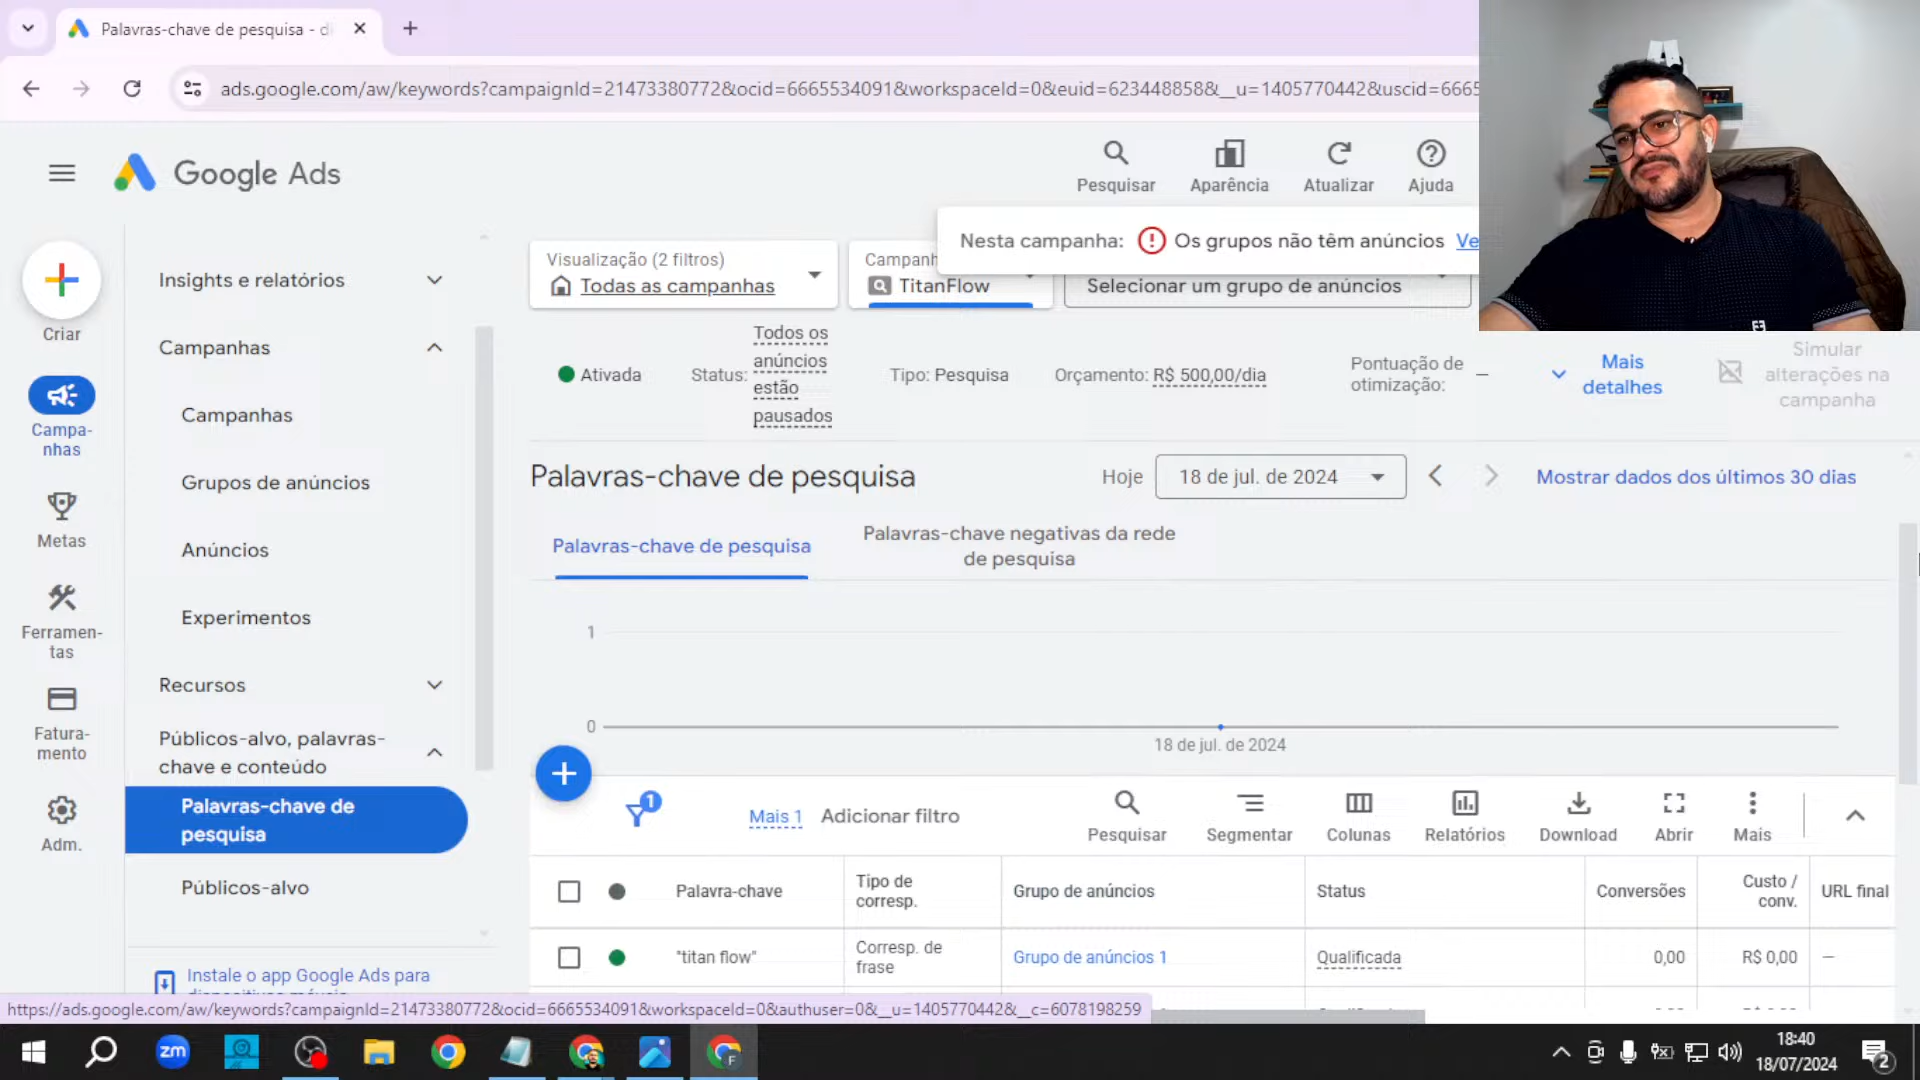 Palavras-chave de pesquisa - di
ads.google.com/aw/keywords?campaignId=21473380772&ocid=6665534091&workspaceId=0&euid=623448858&__u=1405770442&uscid=6665
Google Ads
Pesquisar
Aparência
Atualizar
Ajuda
Nesta campanha:
Os grupos não têm anúncios
Ve
Criar
Campa-
nhas
Metas
Ferramen-
tas
Fatura-
mento
Adm.
Insights e relatórios
Campanhas
Campanhas
Grupos de anúncios
Anúncios
Experimentos
Recursos
Públicos-alvo, palavras-
chave e conteúdo
Palavras-chave de
pesquisa
Públicos-alvo
Instale o app Google Ads para
Visualização (2 filtros)
Todas as campanhas
Campanh
TitanFlow
Selecionar um grupo de anúncios
Ativada
Status:
Todos os
anúncios
estão
pausados
Tipo: Pesquisa
Orçamento: R$ 500,00/dia
Pontuação de
otimização:
—
Mais
detalhes
Simular
alterações na
campanha
Palavras-chave de pesquisa
Hoje
18 de jul. de 2024
Mostrar dados dos últimos 30 dias
Palavras-chave de pesquisa
Palavras-chave negativas da rede
de pesquisa
1
0
18 de jul. de 2024
1
Mais 1
Adicionar filtro
Pesquisar
Segmentar
Colunas
Relatórios
Download
Abrir
Mais
Palavra-chave
Tipo de
corresp.
Grupo de anúncios
Status
Conversões
Custo /
conv.
URL final
"titan flow"
Corresp. de
frase
Grupo de anúncios 1
Qualificada
0,00
R$ 0,00
—
https://ads.google.com/aw/keywords?campaignId=21473380772&ocid=6665534091&workspaceId=0&authuser=0&__u=1405770442&__c=6078198259
zm
F
18:40
18/07/2024
2